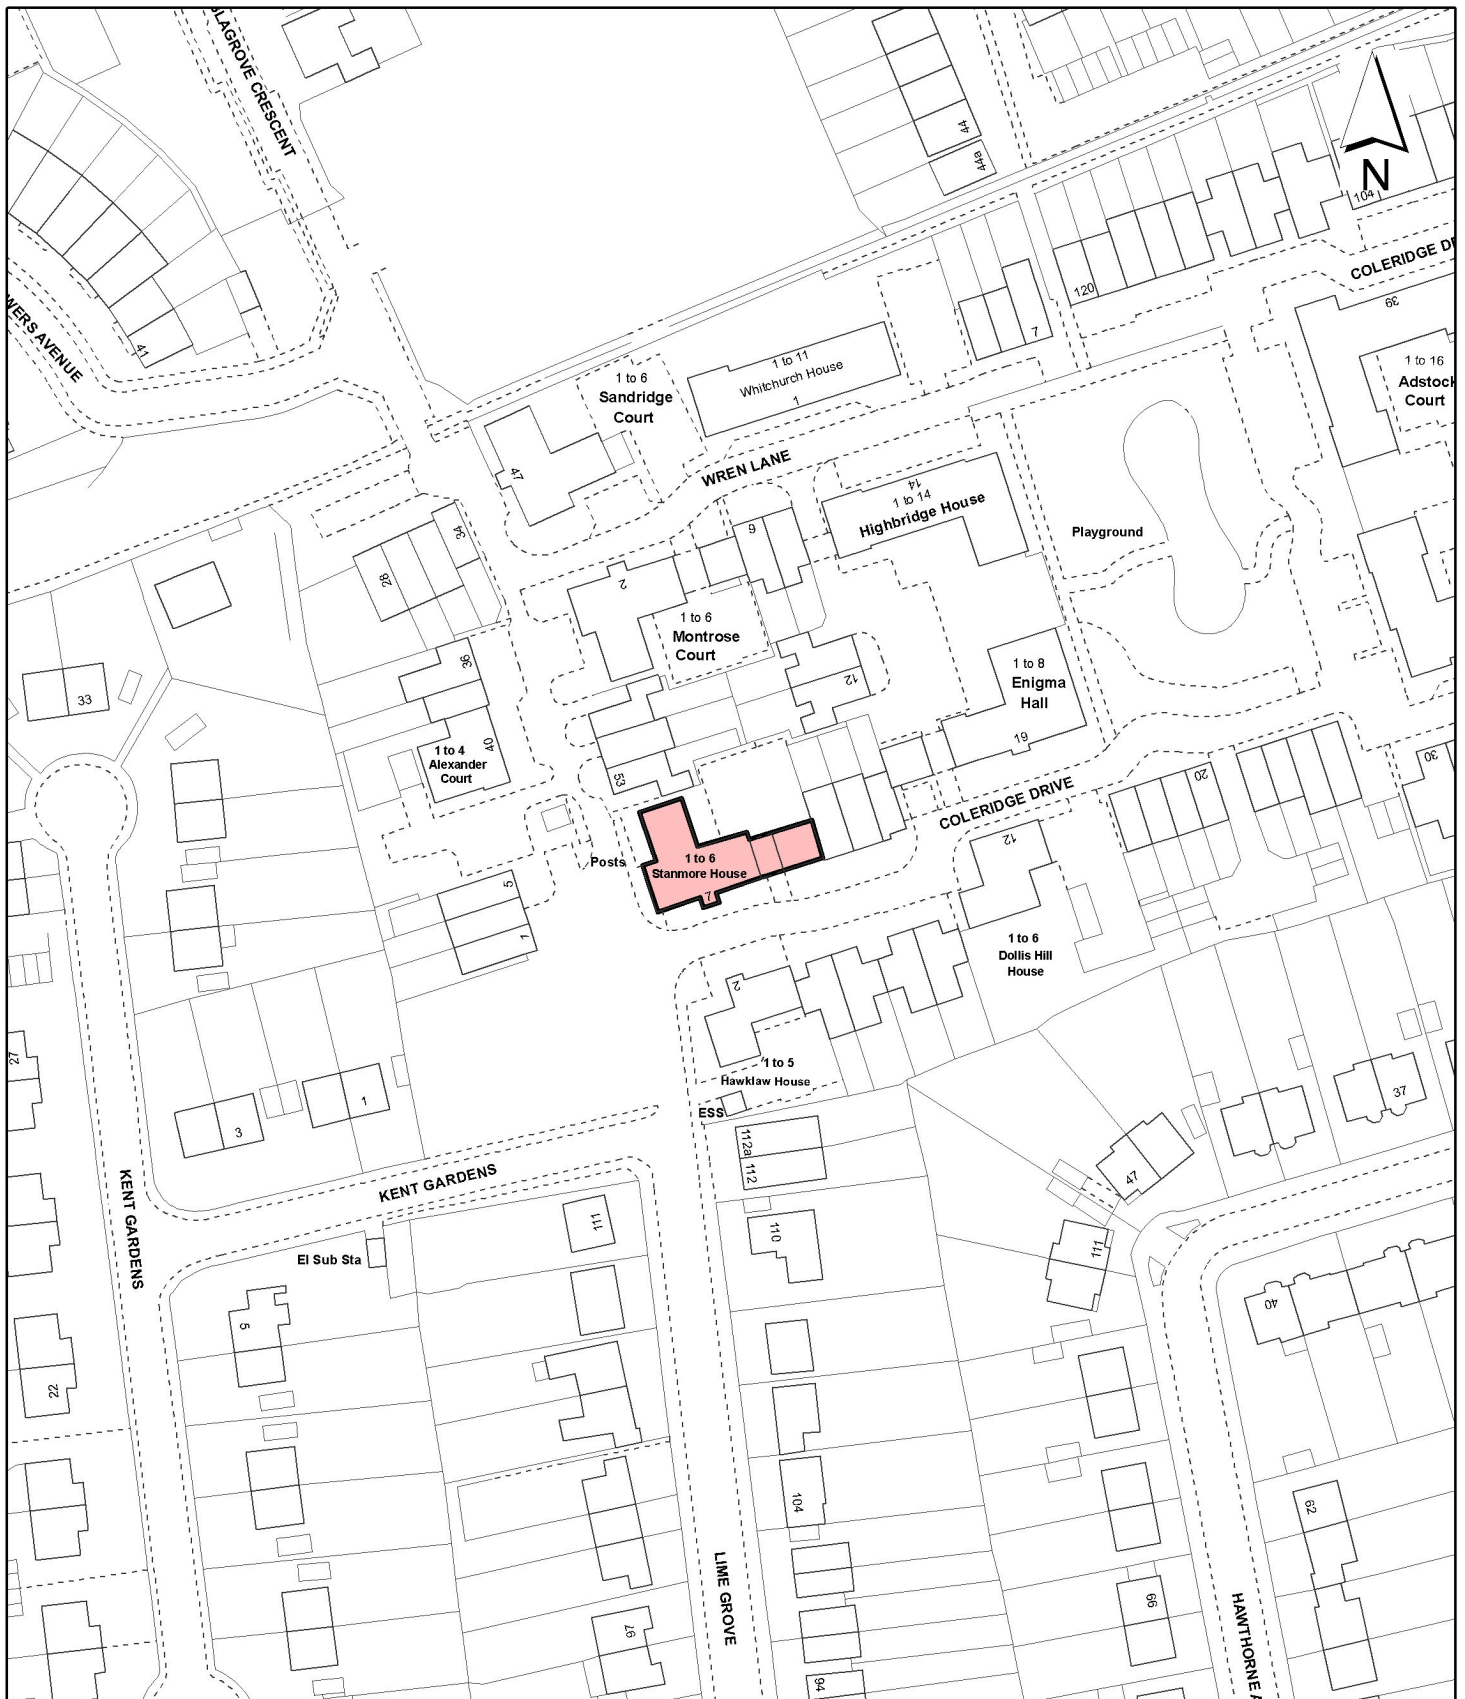 LAGROVE CRESCENT
44
44a
N
104
COLERIDGE D
39
120
7
41
WERS AVENUE
1 to 6
Sandridge
Court
1 to 11
Whitchurch House
1
1 to 16
Adstock
Court
47
WREN LANE
14
1 to 14
Highbridge House
Playground
34
28
6
2
1 to 6
Montrose
Court
36
12
1 to 8
Enigma
Hall
19
33
1 to 4
Alexander
Court
40
53
COLERIDGE DRIVE
20
30
12
Posts
1 to 6
Stanmore House
7
5
1 to 6
Dollis Hill
House
2
27
1 to 5
Hawklaw House
ESS
1
3
112a
112
37
47
KENT GARDENS
KENT GARDENS
111
110
111
El Sub Sta
5
40
22
104
62
LIME GROVE
66
HAWTHORNE A
97
94